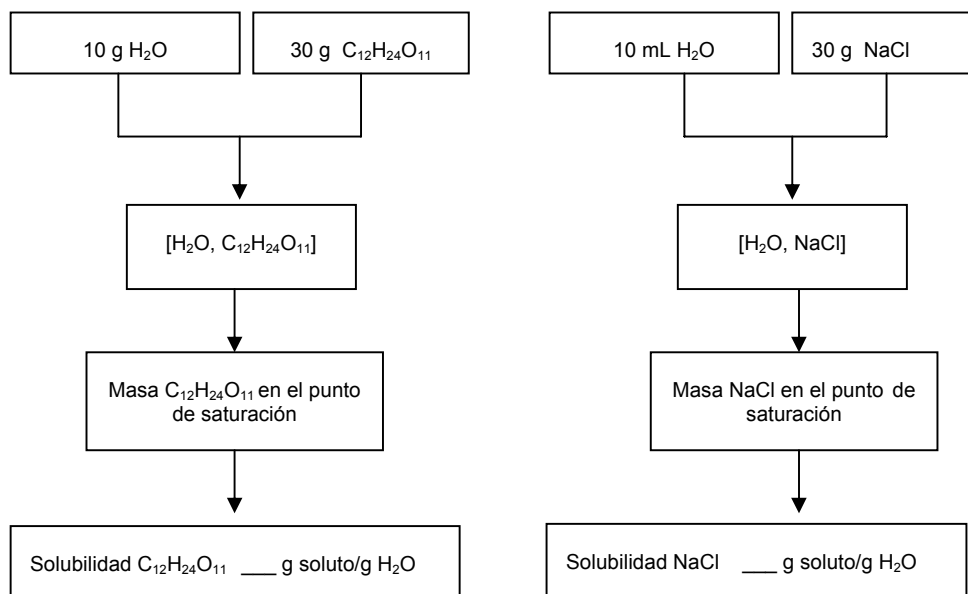 10 g H₂O
30 g C₁₂H₂₄O₁₁
10 mL H₂O
30 g NaCl
[H₂O, C₁₂H₂₄O₁₁]
[H₂O, NaCl]
Masa C₁₂H₂₄O₁₁ en el punto
de saturación
Masa NaCl en el punto de
saturación
Solubilidad C₁₂H₂₄O₁₁ ___ g soluto/g H₂O
Solubilidad NaCl ___ g soluto/g H₂O